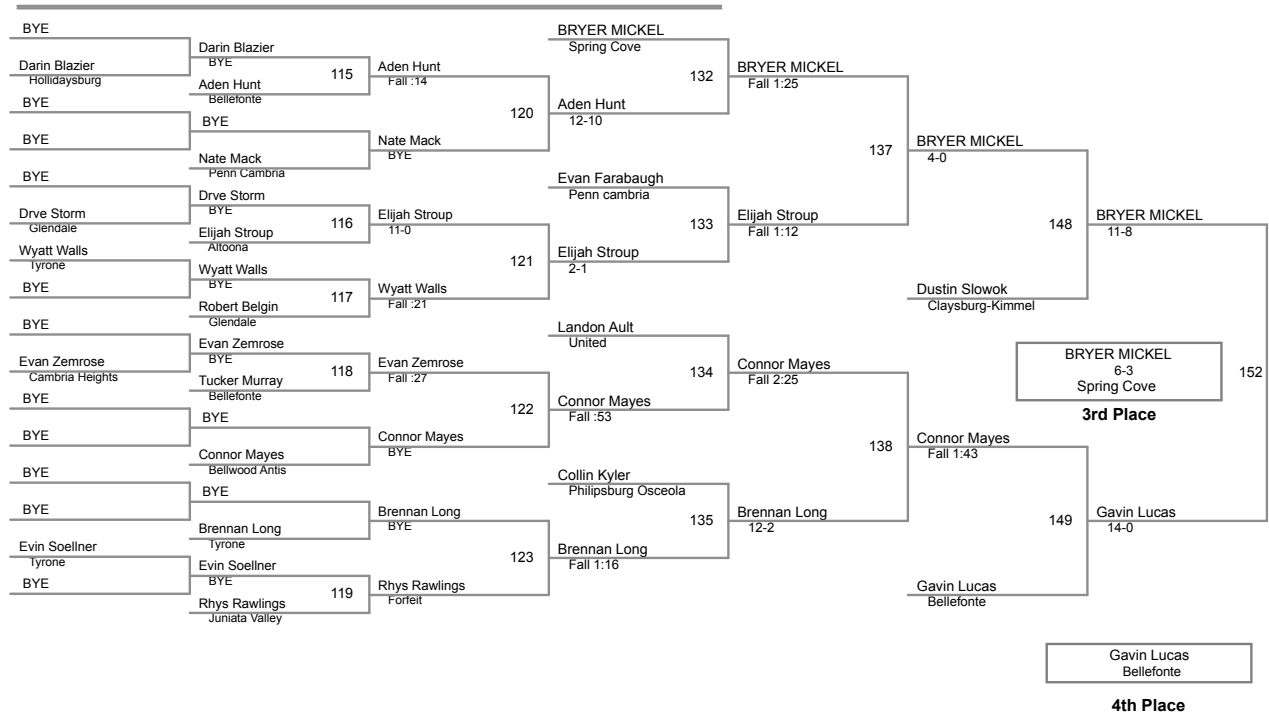 BYE
Darin Blazier
Hollidaysburg
BYE
BYE
BYE
Drve Storm
Glendale
Wyatt Walls
Tyrone
BYE
BYE
Evan Zemrose
Cambria Heights
BYE
BYE
BYE
BYE
Evin Soellner
Tyrone
BYE
Darin Blazier
BYE
115
Aden Hunt
Bellefonte
BYE
Nate Mack
Penn Cambria
Drve Storm
BYE
116
Elijah Stroup
Altoona
Wyatt Walls
BYE
117
Robert Belgin
Glendale
Evan Zemrose
BYE
118
Tucker Murray
Bellefonte
BYE
Connor Mayes
Bellwood Antis
BYE
Brennan Long
Tyrone
Evin Soellner
BYE
119
Rhys Rawlings
Juniata Valley
Aden Hunt
Fall :14
120
Nate Mack
BYE
Elijah Stroup
11-0
121
Wyatt Walls
Fall :21
Evan Zemrose
Fall :27
122
Connor Mayes
BYE
Brennan Long
BYE
123
Rhys Rawlings
Forfeit
BRYER MICKEL
Spring Cove
132
Aden Hunt
12-10
Evan Farabaugh
Penn cambria
133
Elijah Stroup
2-1
Landon Ault
United
134
Connor Mayes
Fall :53
Collin Kyler
Philipsburg Osceola
135
Brennan Long
Fall 1:16
BRYER MICKEL
Fall 1:25
137
Elijah Stroup
Fall 1:12
Connor Mayes
Fall 2:25
138
Brennan Long
12-2
BRYER MICKEL
4-0
148
Dustin Slowok
Claysburg-Kimmel
Connor Mayes
Fall 1:43
149
Gavin Lucas
Bellefonte
BRYER MICKEL
11-8
152
Gavin Lucas
14-0
BRYER MICKEL
6-3
Spring Cove
3rd Place
Gavin Lucas
Bellefonte
4th Place